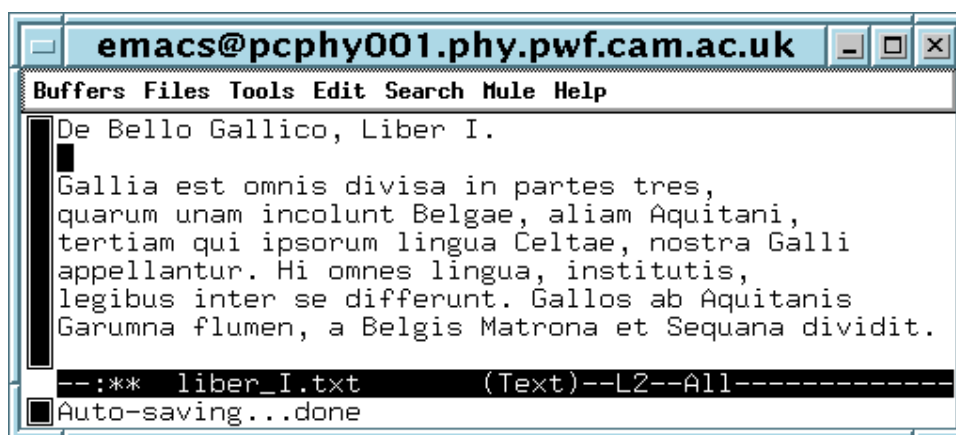 emacs@pcphy001.phy.pwf.cam.ac.uk
Buffers Files Tools Edit Search Mule Help
De Bello Gallico, Liber I.
Gallia est omnis divisa in partes tres,
quarum unam incolunt Belgae, aliam Aquitani,
tertiam qui ipsorum lingua Celtae, nostra Galli
appellantur. Hi omnes lingua, institutis,
legibus inter se differunt. Gallos ab Aquitanis
Garumna flumen, a Belgis Matrona et Sequana dividit.
--:**  liber_I.txt       (Text)--L2--All-------------
Auto-saving...done